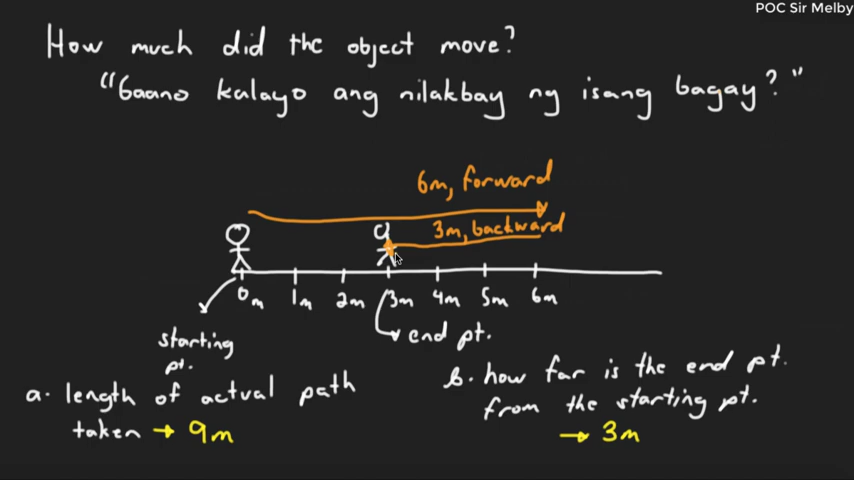 POC Sir Melby
How much did the object move?
"Gaano kalayo ang nilakbay ng isang bagay?"
6m, forward
3m, backward
0m 1m 2m 3m 4m 5m 6m
starting
pt.
end pt.
a. length of actual path
taken → 9m
b. how far is the end pt.
from the starting pt.
→ 3m